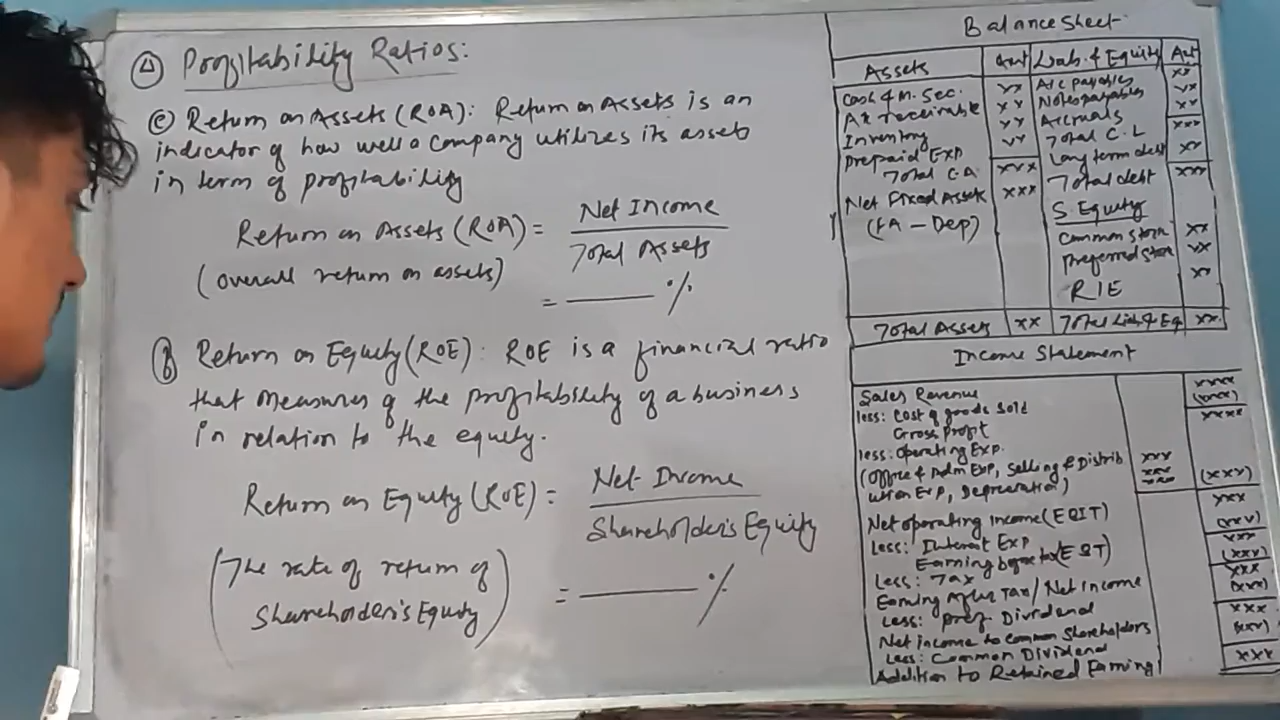 ④ Profitability Ratios:
ⓔ Return on Assets (ROA): Return on Assets is an
indicator of how well a company utilizes its assets
in term of profitability
Return on Assets (ROA) = Net Income
Total Assets
(overall return on assets)
= %
ⓕ Return on Equity (ROE): ROE is a financial ratio
that measures of the profitability of a business
in relation to the equity.
Return on Equity (ROE) = Net Income
Shareholder's Equity
(The rate of return of
Shareholder's Equity)
= %
Balance Sheet
Assets Amt Liab. & Equity Amt
Cash & M. Sec. xx A/c payables xx
A/c receivable xx Notes payables xx
Inventory xx Accruals xx
Prepaid Exp xx Total C.L xxx
Total C.A xxx Long term debt xx
Net Fixed Assets xxx Total debt xxx
(FA - Dep) S. Equity
Common stock xx
Preferred stock xx
R/E xx
Total Assets xx Total Liab & Eq xx
Income Statement
Sales Revenue xxxx
less: Cost of goods sold (xxx)
Gross Profit xxxx
less: Operating Exp.
(Office & Adm Exp, Selling & Distrib xxx
ution Exp, Depreciation) xxx (xxx)
Net operating income (EBIT) xxx
Less: Interest Exp (xxx)
Earning before tax (EBT) xxx
Less: Tax (xxx)
Earning After Tax / Net income xxx
Less: Pref. Dividend (xxx)
Net income to common Shareholders xxx
Less: Common Dividend (xxx)
Addition to Retained Earning xxx